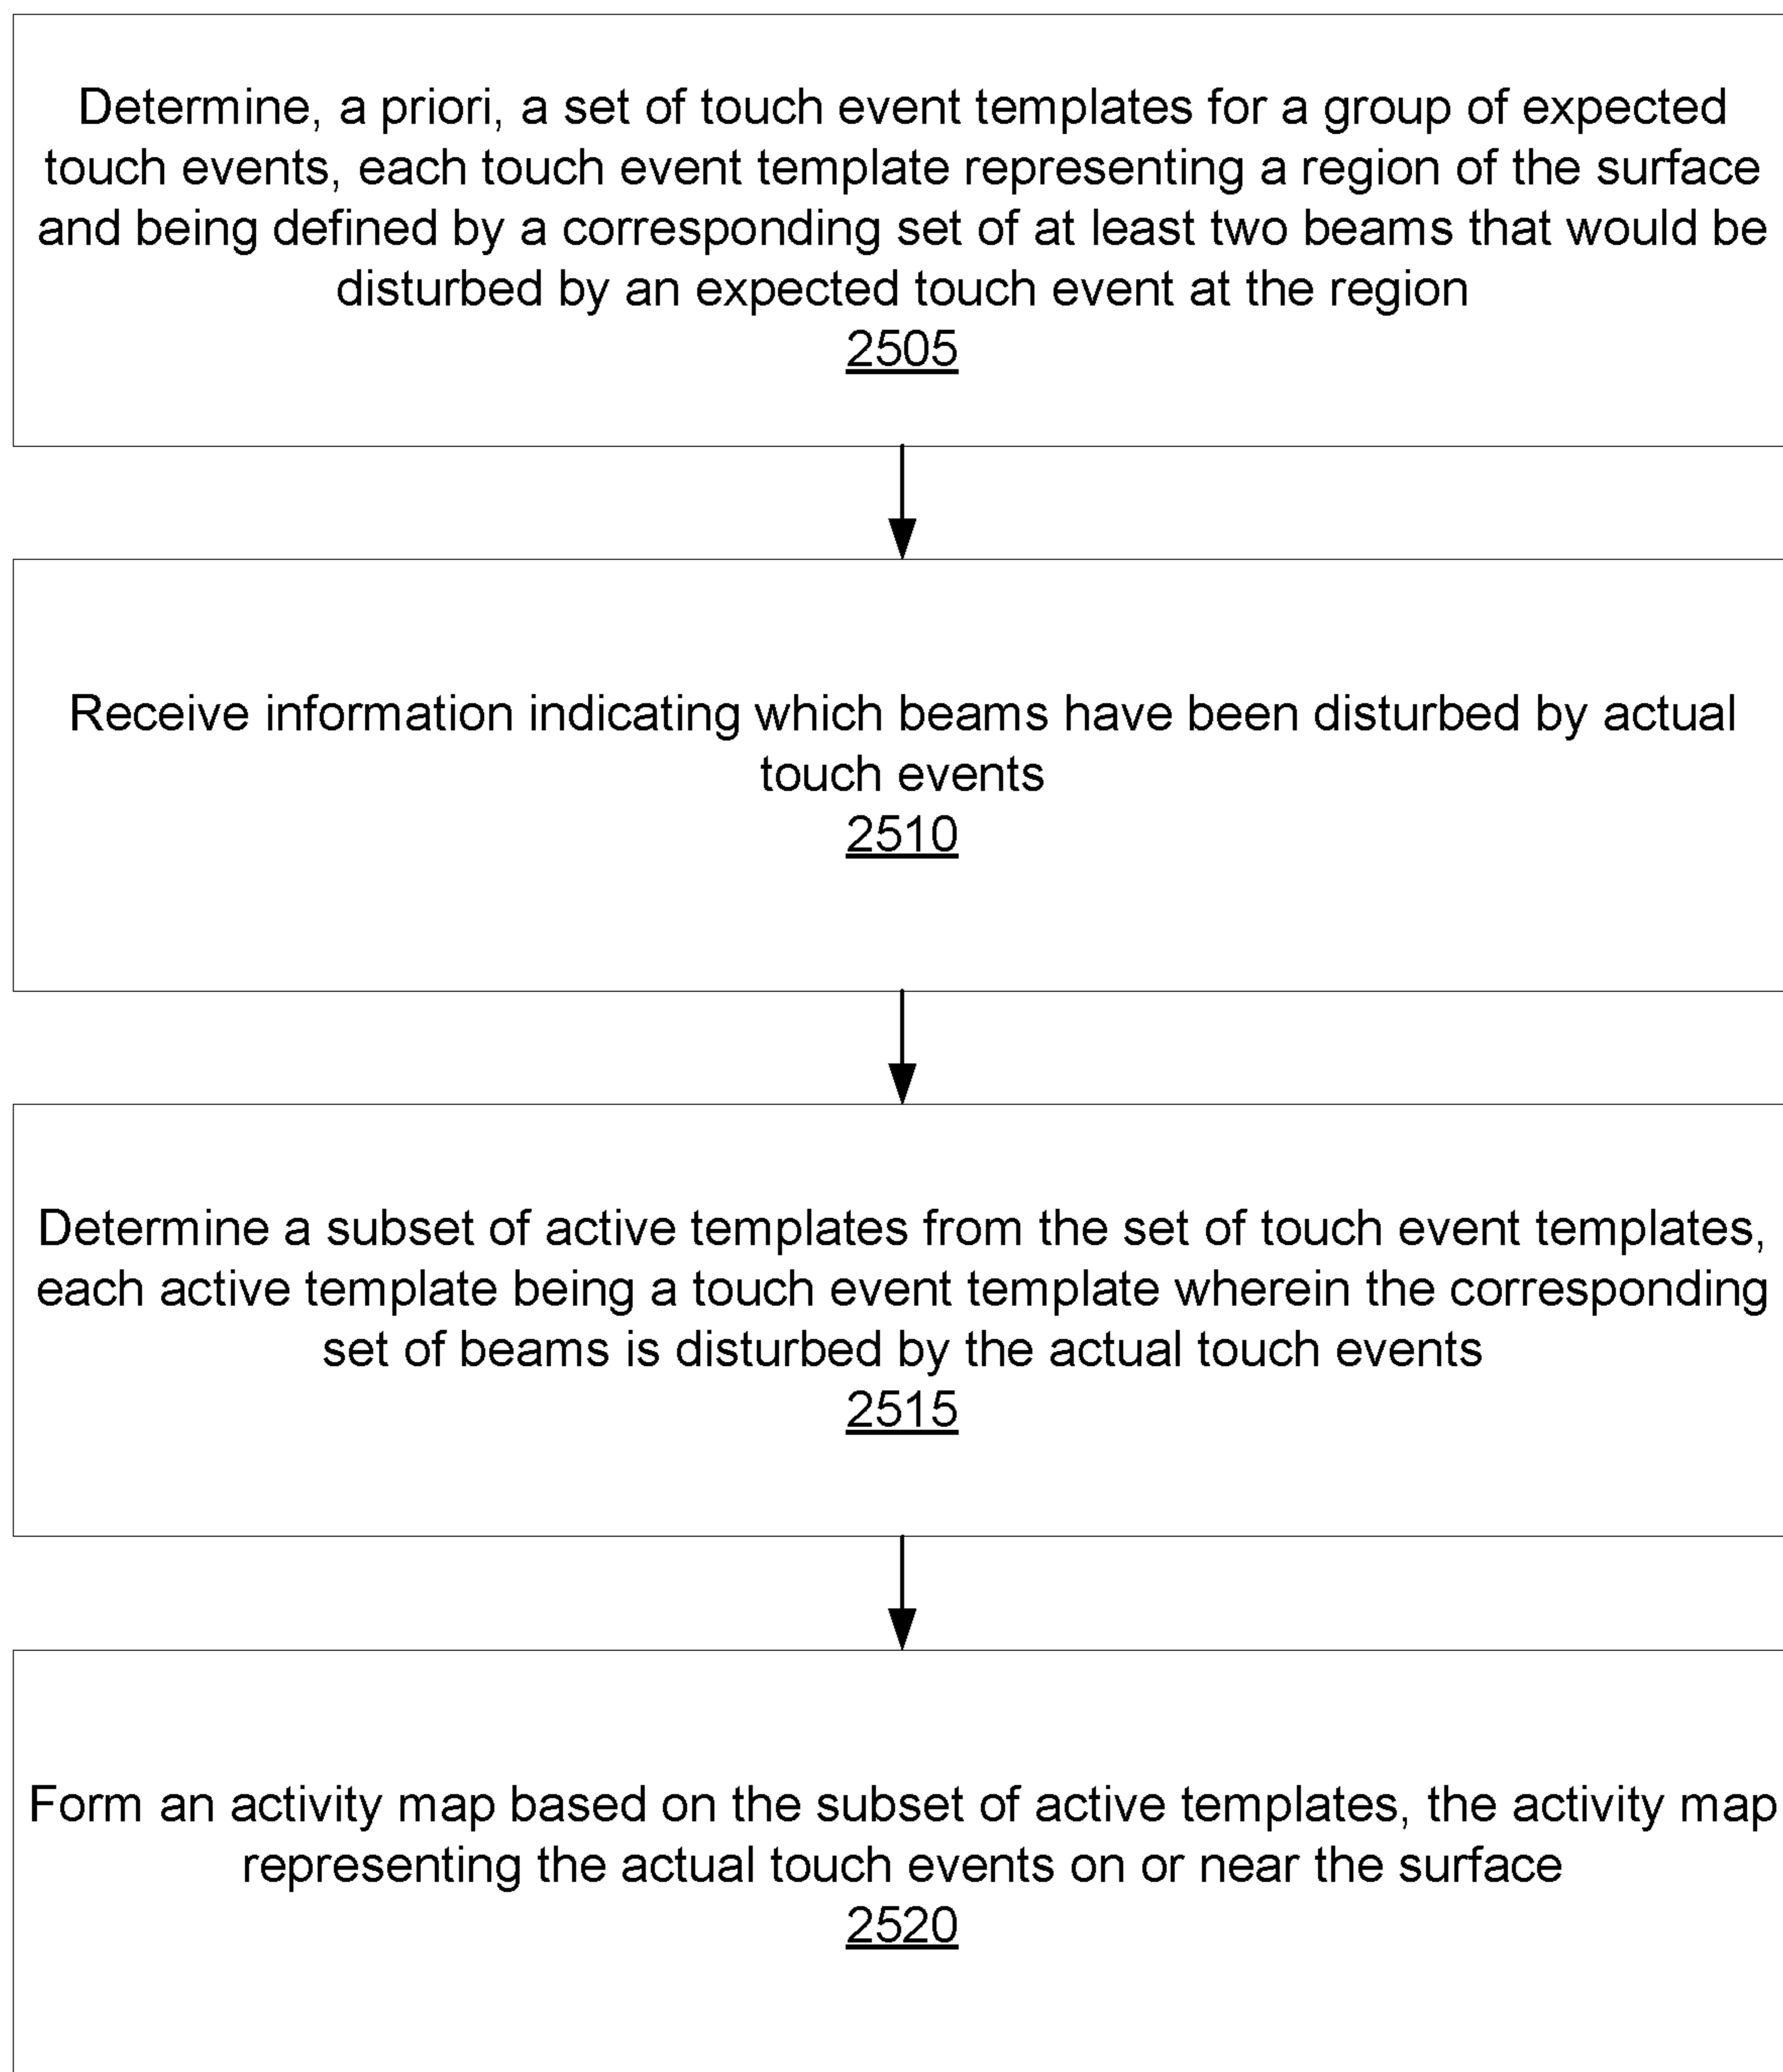 Determine, a priori, a set of touch event templates for a group of expected
touch events, each touch event template representing a region of the surface
and being defined by a corresponding set of at least two beams that would be
disturbed by an expected touch event at the region
2505
Receive information indicating which beams have been disturbed by actual
touch events
2510
Determine a subset of active templates from the set of touch event templates,
each active template being a touch event template wherein the corresponding
set of beams is disturbed by the actual touch events
2515
Form an activity map based on the subset of active templates, the activity map
representing the actual touch events on or near the surface
2520